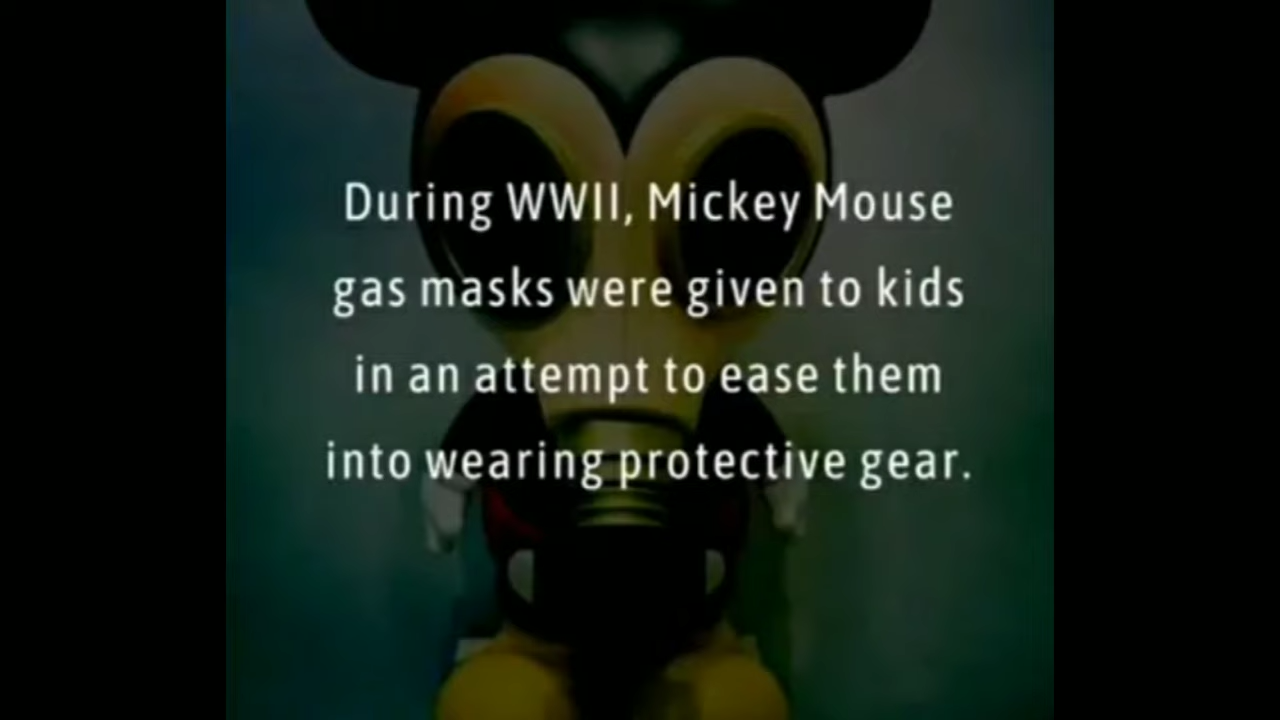 During WWII, Mickey Mouse
gas masks were given to kids
in an attempt to ease them
into wearing protective gear.